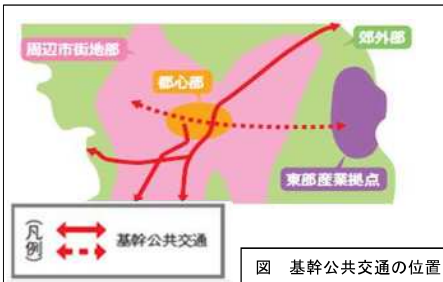 周辺市街地部
郊外部
都心部
東部産業拠点
(凡例)
基幹公共交通
図 基幹公共交通の位置